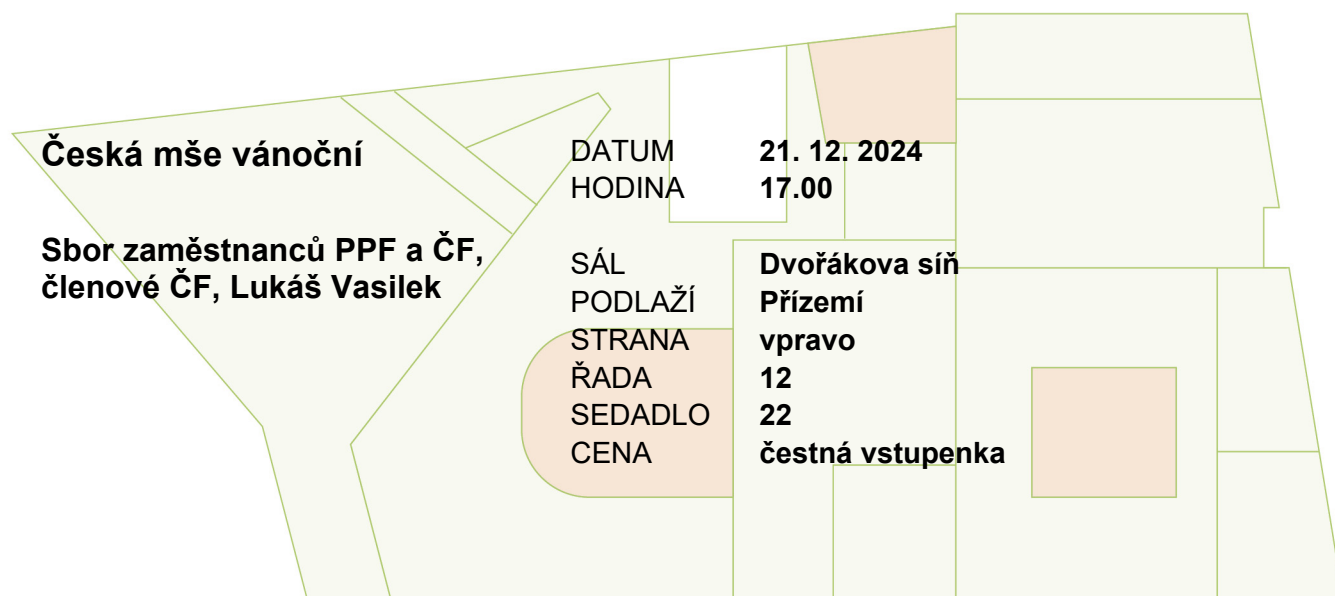 Česká mše vánoční
Sbor zaměstnanců PPF a ČF,
členové ČF, Lukáš Vasilek
DATUM 21. 12. 2024
HODINA 17.00
SÁL Dvořákova síň
PODLAŽÍ Přízemí
STRANA vpravo
ŘADA 12
SEDADLO 22
CENA čestná vstupenka